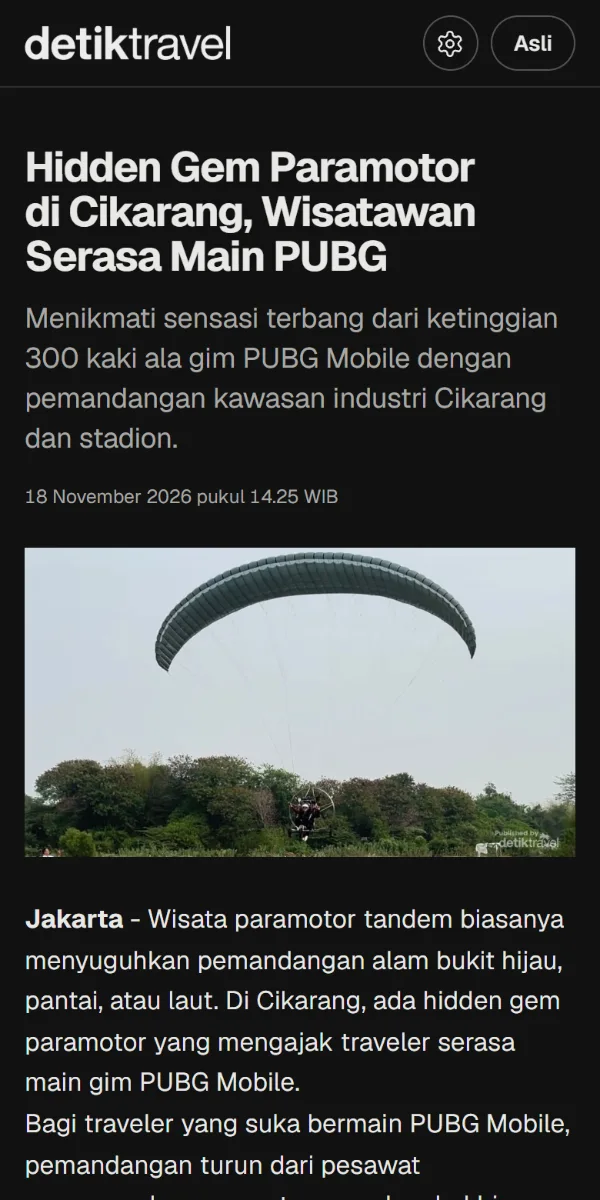 detiktravel
Asli
Hidden Gem Paramotor
di Cikarang, Wisatawan
Serasa Main PUBG
Menikmati sensasi terbang dari ketinggian
300 kaki ala gim PUBG Mobile dengan
pemandangan kawasan industri Cikarang
dan stadion.
18 November 2026 pukul 14.25 WIB
Published by
detiktravel
Jakarta - Wisata paramotor tandem biasanya
menyuguhkan pemandangan alam bukit hijau,
pantai, atau laut. Di Cikarang, ada hidden gem
paramotor yang mengajak traveler serasa
main gim PUBG Mobile.
Bagi traveler yang suka bermain PUBG Mobile,
pemandangan turun dari pesawat